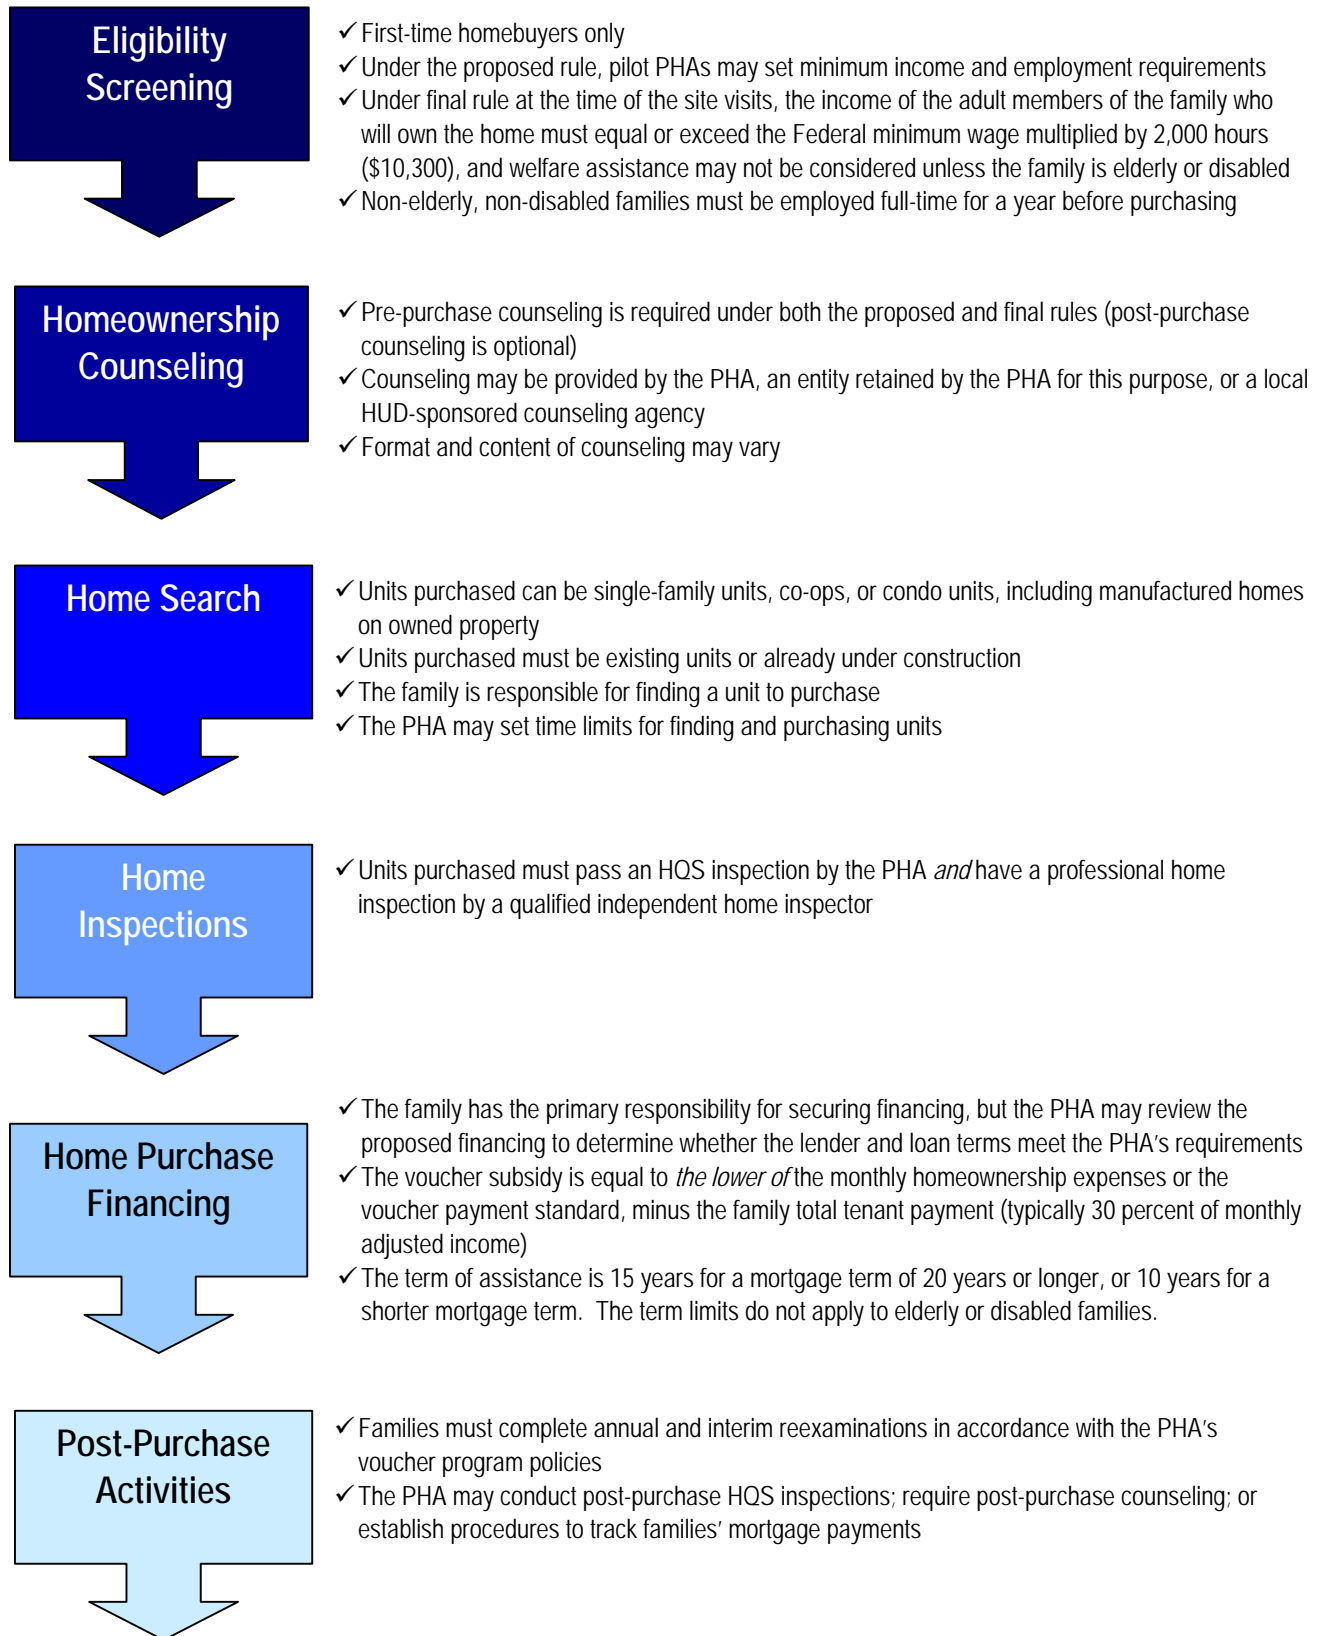 Eligibility
Screening
✓First-time homebuyers only
✓Under the proposed rule, pilot PHAs may set minimum income and employment requirements
✓Under final rule at the time of the site visits, the income of the adult members of the family who
will own the home must equal or exceed the Federal minimum wage multiplied by 2,000 hours
($10,300), and welfare assistance may not be considered unless the family is elderly or disabled
✓Non-elderly, non-disabled families must be employed full-time for a year before purchasing
Homeownership
Counseling
✓Pre-purchase counseling is required under both the proposed and final rules (post-purchase
counseling is optional)
✓Counseling may be provided by the PHA, an entity retained by the PHA for this purpose, or a local
HUD-sponsored counseling agency
✓Format and content of counseling may vary
Home Search
✓Units purchased can be single-family units, co-ops, or condo units, including manufactured homes
on owned property
✓Units purchased must be existing units or already under construction
✓The family is responsible for finding a unit to purchase
✓The PHA may set time limits for finding and purchasing units
Home
Inspections
✓Units purchased must pass an HQS inspection by the PHA and have a professional home
inspection by a qualified independent home inspector
Home Purchase
Financing
✓The family has the primary responsibility for securing financing, but the PHA may review the
proposed financing to determine whether the lender and loan terms meet the PHA's requirements
✓The voucher subsidy is equal to the lower of the monthly homeownership expenses or the
voucher payment standard, minus the family total tenant payment (typically 30 percent of monthly
adjusted income)
✓The term of assistance is 15 years for a mortgage term of 20 years or longer, or 10 years for a
shorter mortgage term.  The term limits do not apply to elderly or disabled families.
Post-Purchase
Activities
✓Families must complete annual and interim reexaminations in accordance with the PHA's
voucher program policies
✓The PHA may conduct post-purchase HQS inspections; require post-purchase counseling; or
establish procedures to track families' mortgage payments